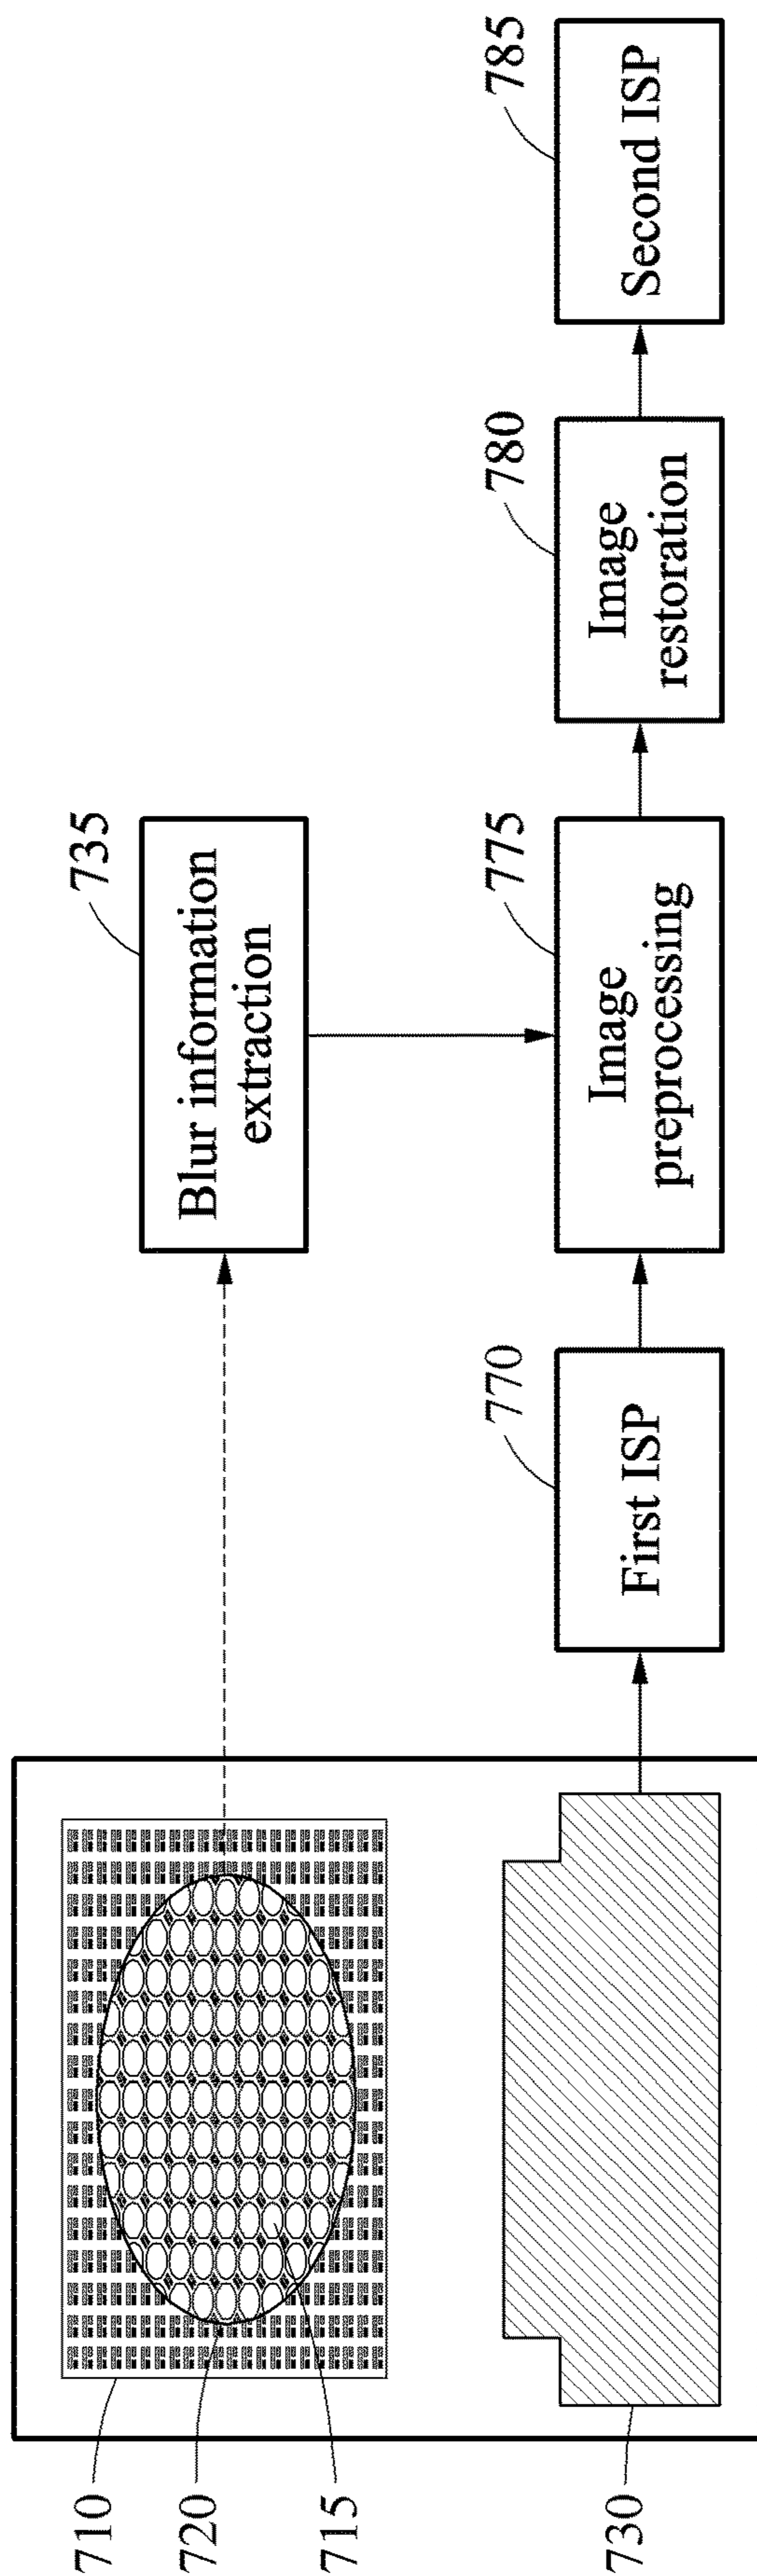 710
720
715
735
Blur information
extraction
730
770
First ISP
775
Image
preprocessing
780
Image
restoration
785
Second ISP